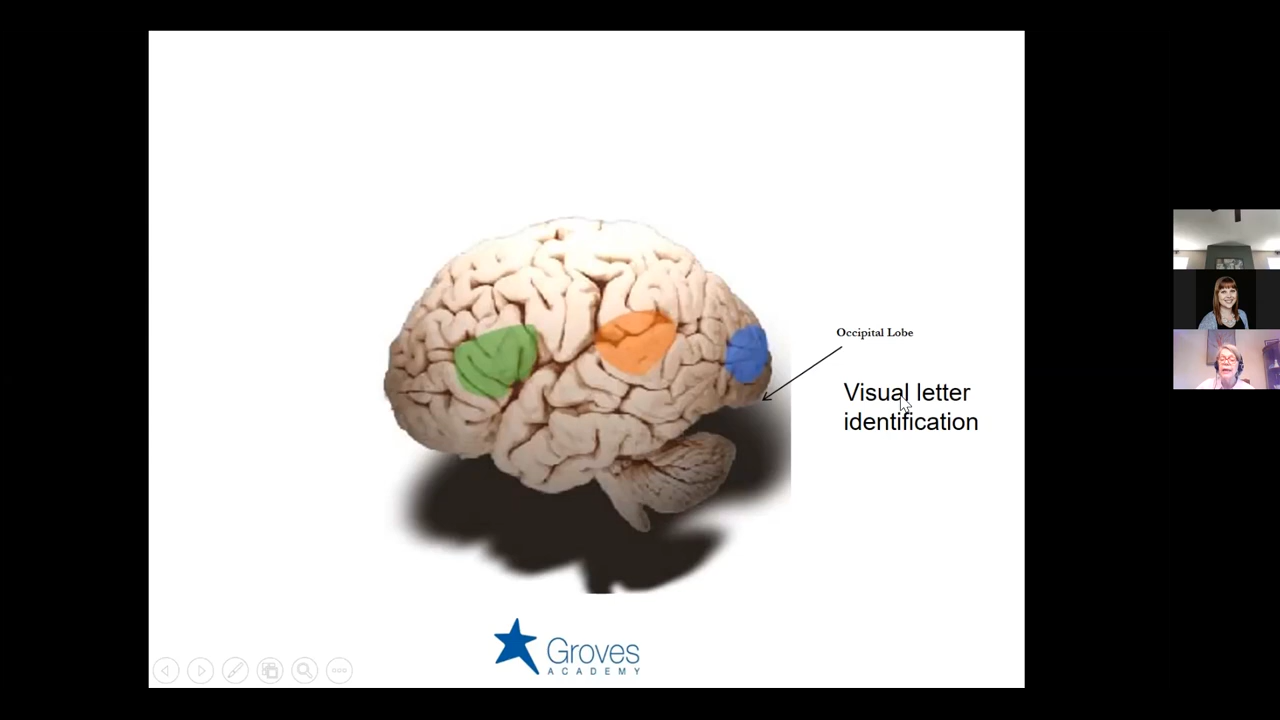 Occipital Lobe
Visual letter
identification
Groves
ACADEMY